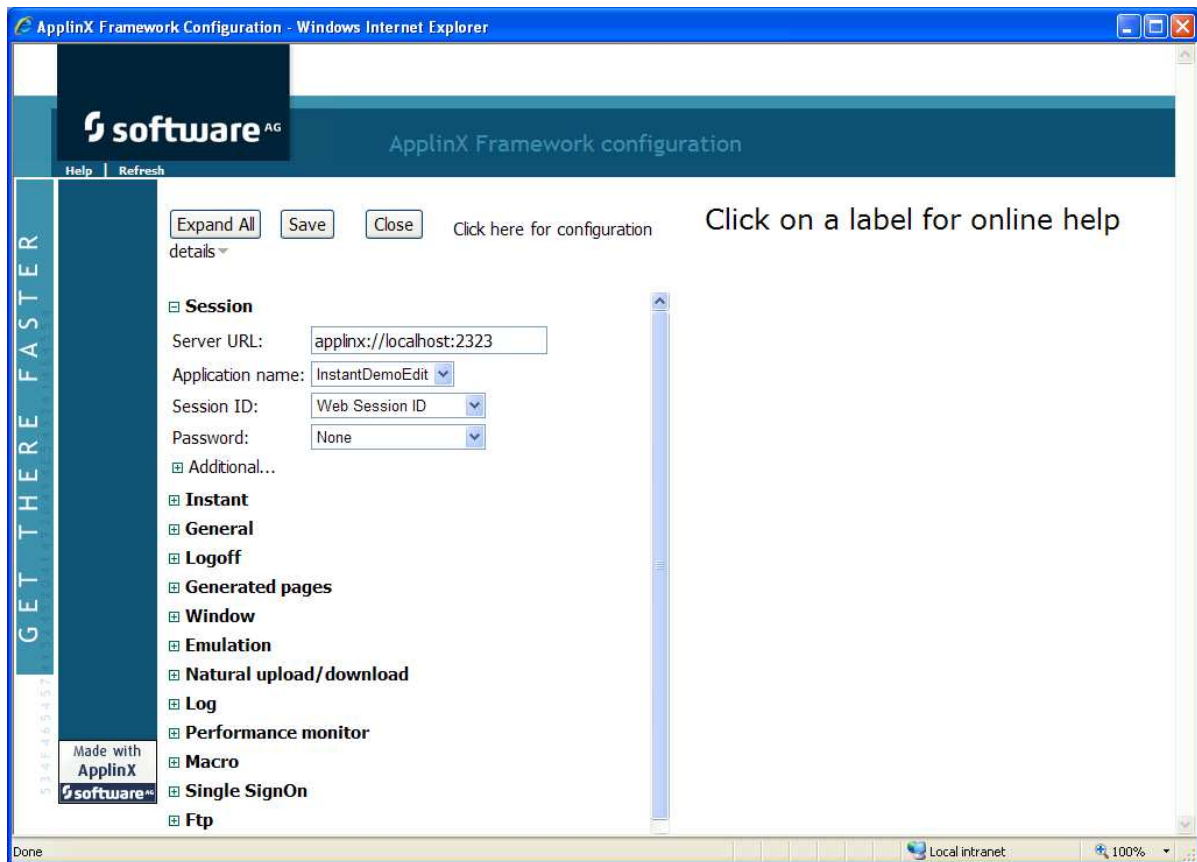 ApplinX Framework Configuration - Windows Internet Explorer
software AG
ApplinX Framework configuration
Help | Refresh
GET THERE FASTER
Expand All Save Close Click here for configuration
details
Click on a label for online help
Session
Server URL: applinx://localhost:2323
Application name: InstantDemoEdit
Session ID: Web Session ID
Password: None
Additional...
Instant
General
Logoff
Generated pages
Window
Emulation
Natural upload/download
Log
Performance monitor
Macro
Single SignOn
Ftp
Made with
ApplinX
software AG
Done Local intranet 100%